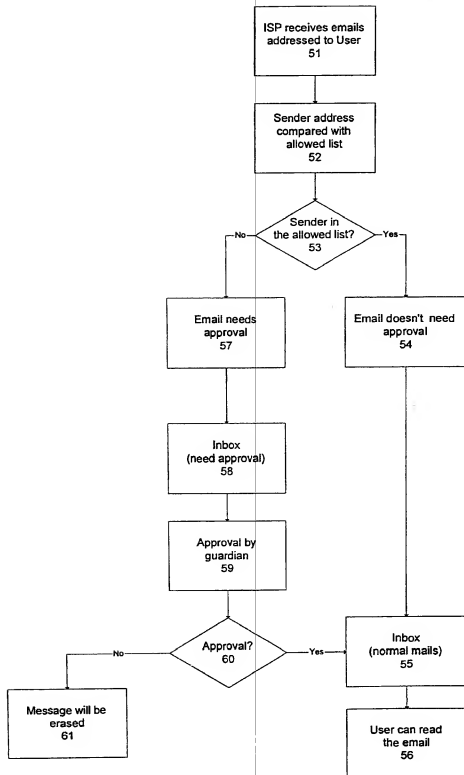 ISP receives emails
addressed to User
51
Sender address
compared with
allowed list
52
Sender in
the allowed list?
53
No
Yes
Email needs
approval
57
Email doesn't need
approval
54
Inbox
(need approval)
58
Approval by
guardian
59
Approval?
60
No
Yes
Inbox
(normal mails)
55
Message will be
erased
61
User can read
the email
56